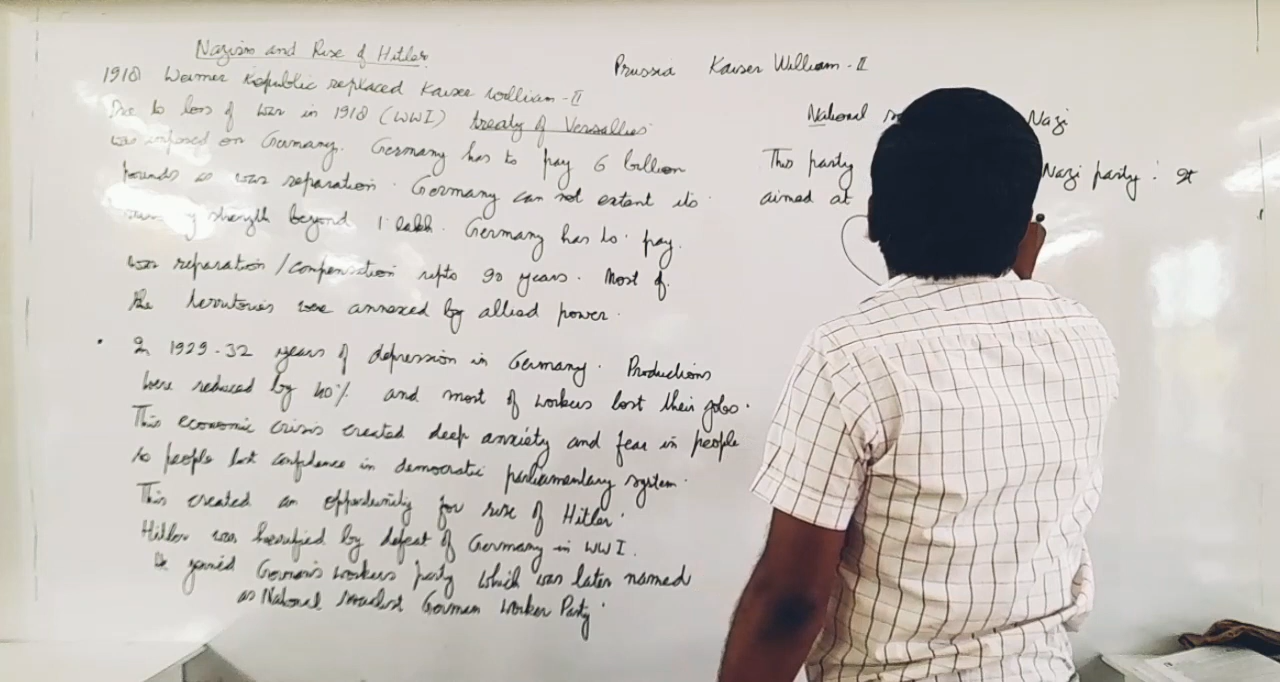 Nazism and Rise of Hitler
1918 Weimer Republic replaced Kaiser William - II
Due to loss of war in 1918 (WWI) treaty of Versallies
was imposed on Germany. Germany has to pay 6 billion
pounds as war reparation. Germany can not extent its
strength beyond 1 lakh. Germany has to pay
war reparation / compensation upto 90 years. Most of
the territories were annexed by allied power.
• In 1929-32 years of depression in Germany. Productions
were reduced by 40% and most of workers lost their jobs.
This economic crisis created deep anxiety and fear in people
so people lost confidence in democratic parliamentary system.
This created an opportunity for rise of Hitler.
Hitler was horrified by defeat of Germany in WWI.
He joined workers party which was later named
as National Socialist German Worker Party.
Prussia Kaiser William - II
National Nazi
This party Nazi party. It
aimed at